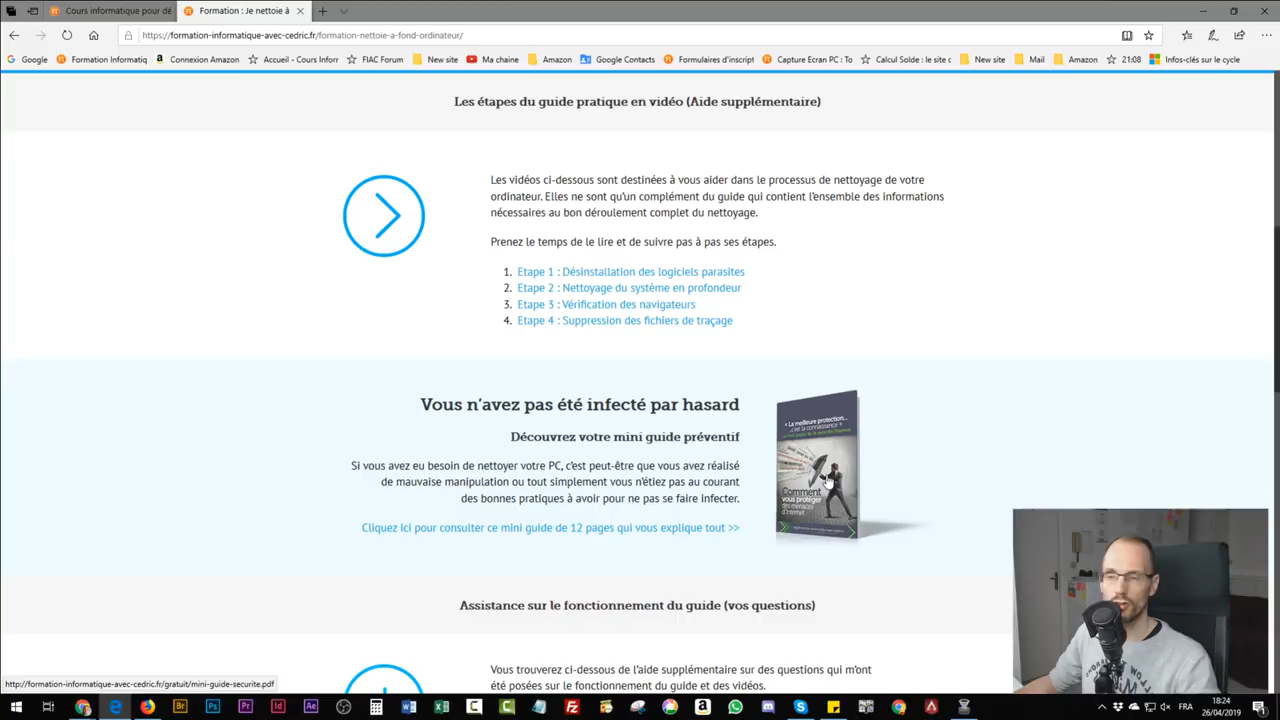 Cours informatique pour dé
Formation : Je nettoie à
https://formation-informatique-avec-cedric.fr/formation-nettoie-a-fond-ordinateur/
Google
Formation Informatiq
Connexion Amazon
Accueil - Cours Inforr
FIAC Forum
New site
Ma chaine
Amazon
Google Contacts
Formulaires d'inscript
Capture Ecran PC : To
Calcul Solde : le site c
New site
Mail
Amazon
21:08
Infos-clés sur le cycle
Les étapes du guide pratique en vidéo (Aide supplémentaire)
Les vidéos ci-dessous sont destinées à vous aider dans le processus de nettoyage de votre
ordinateur. Elles ne sont qu'un complément du guide qui contient l'ensemble des informations
nécessaires au bon déroulement complet du nettoyage.
Prenez le temps de le lire et de suivre pas à pas ses étapes.
1. Etape 1 : Désinstallation des logiciels parasites
2. Etape 2 : Nettoyage du système en profondeur
3. Etape 3 : Vérification des navigateurs
4. Etape 4 : Suppression des fichiers de traçage
Vous n'avez pas été infecté par hasard
Découvrez votre mini guide préventif
Si vous avez eu besoin de nettoyer votre PC, c'est peut-être que vous avez réalisé
de mauvaise manipulation ou tout simplement vous n'étiez pas au courant
des bonnes pratiques à avoir pour ne pas se faire infecter.
Cliquez ici pour consulter ce mini guide de 12 pages qui vous explique tout >>
« La meilleure protection...
...c'est la connaissance »
Comment
vous protéger
des menaces
d'Internet
Assistance sur le fonctionnement du guide (vos questions)
Vous trouverez ci-dessous de l'aide supplémentaire sur des questions qui m'ont
été posées sur le fonctionnement du guide et des vidéos.
http://formation-informatique-avec-cedric.fr/gratuit/mini-guide-securite.pdf
FRA
18:24
26/04/2019